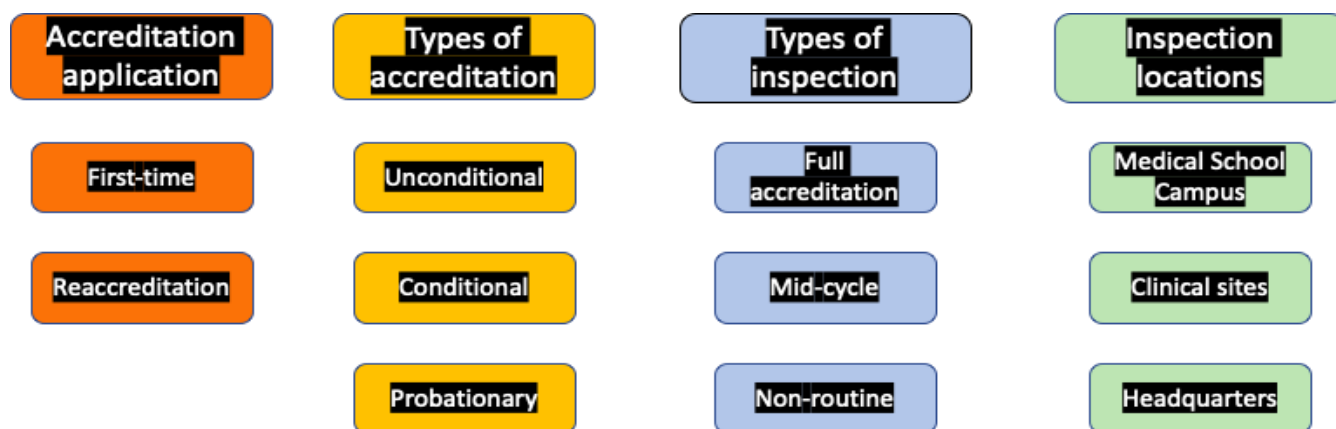 Accreditation
application
First-time
Reaccreditation
Types of
accreditation
Unconditional
Conditional
Probationary
Types of
inspection
Full
accreditation
Mid-cycle
Non-routine
Inspection
locations
Medical School
Campus
Clinical sites
Headquarters